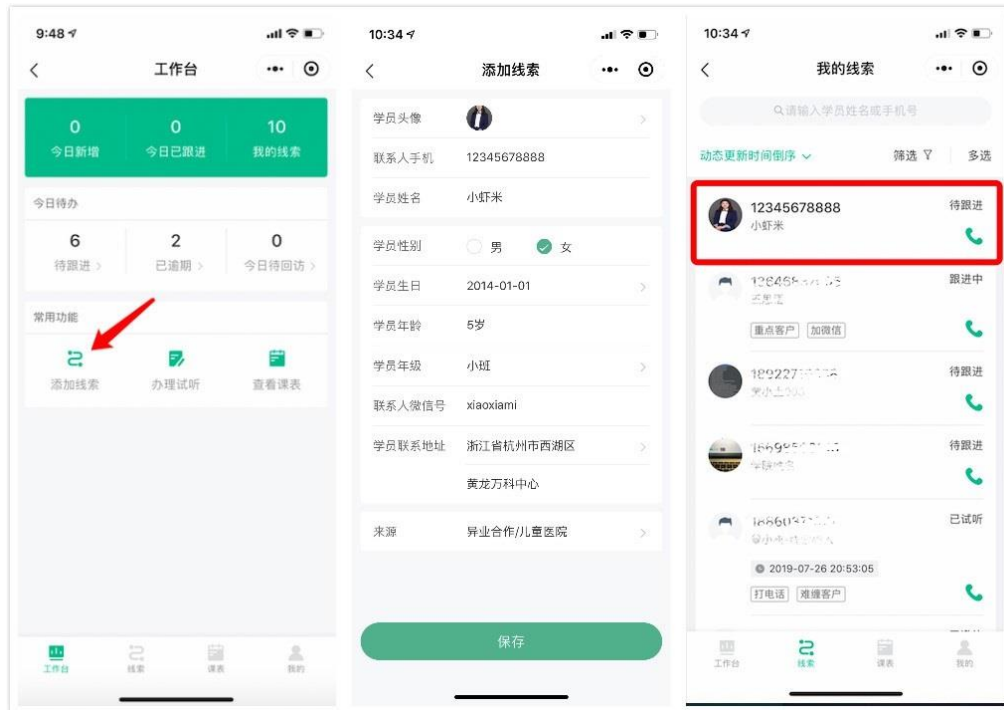 9:48
工作台
0
0
10
今日新增
今日已跟进
我的线索
今日待办
6
2
0
待跟进
已逾期
今日待回访
常用功能
添加线索
办理试听
查看课表
工作台
线索
课表
我的
10:34
添加线索
学员头像
联系人手机 12345678888
学员姓名 小虾米
学员性别 男 女
学员生日 2014-01-01
学员年龄 5岁
学员年级 小班
联系人微信号 xiaoxiami
学员联系地址 浙江省杭州市西湖区
黄龙万科中心
来源 异业合作/儿童医院
保存
10:34
我的线索
请输入学员姓名或手机号
动态更新时间倒序 筛选 多选
12345678888 待跟进
小虾米
跟进中
重点客户 加微信
待跟进
待跟进
已试听
2019-07-26 20:53:05
打电话 难缠客户
工作台
线索
课表
我的